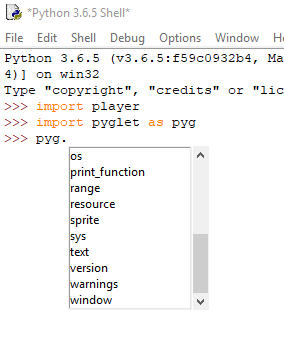 *Python 3.6.5 Shell*
File Edit Shell Debug Options Window
Python 3.6.5 (v3.6.5:f59c0932b4, Ma
4)] on win32
Type "copyright", "credits" or "lic
>>> import player
>>> import pyglet as pyg
>>> pyg.
os
print_function
range
resource
sprite
sys
text
version
warnings
window